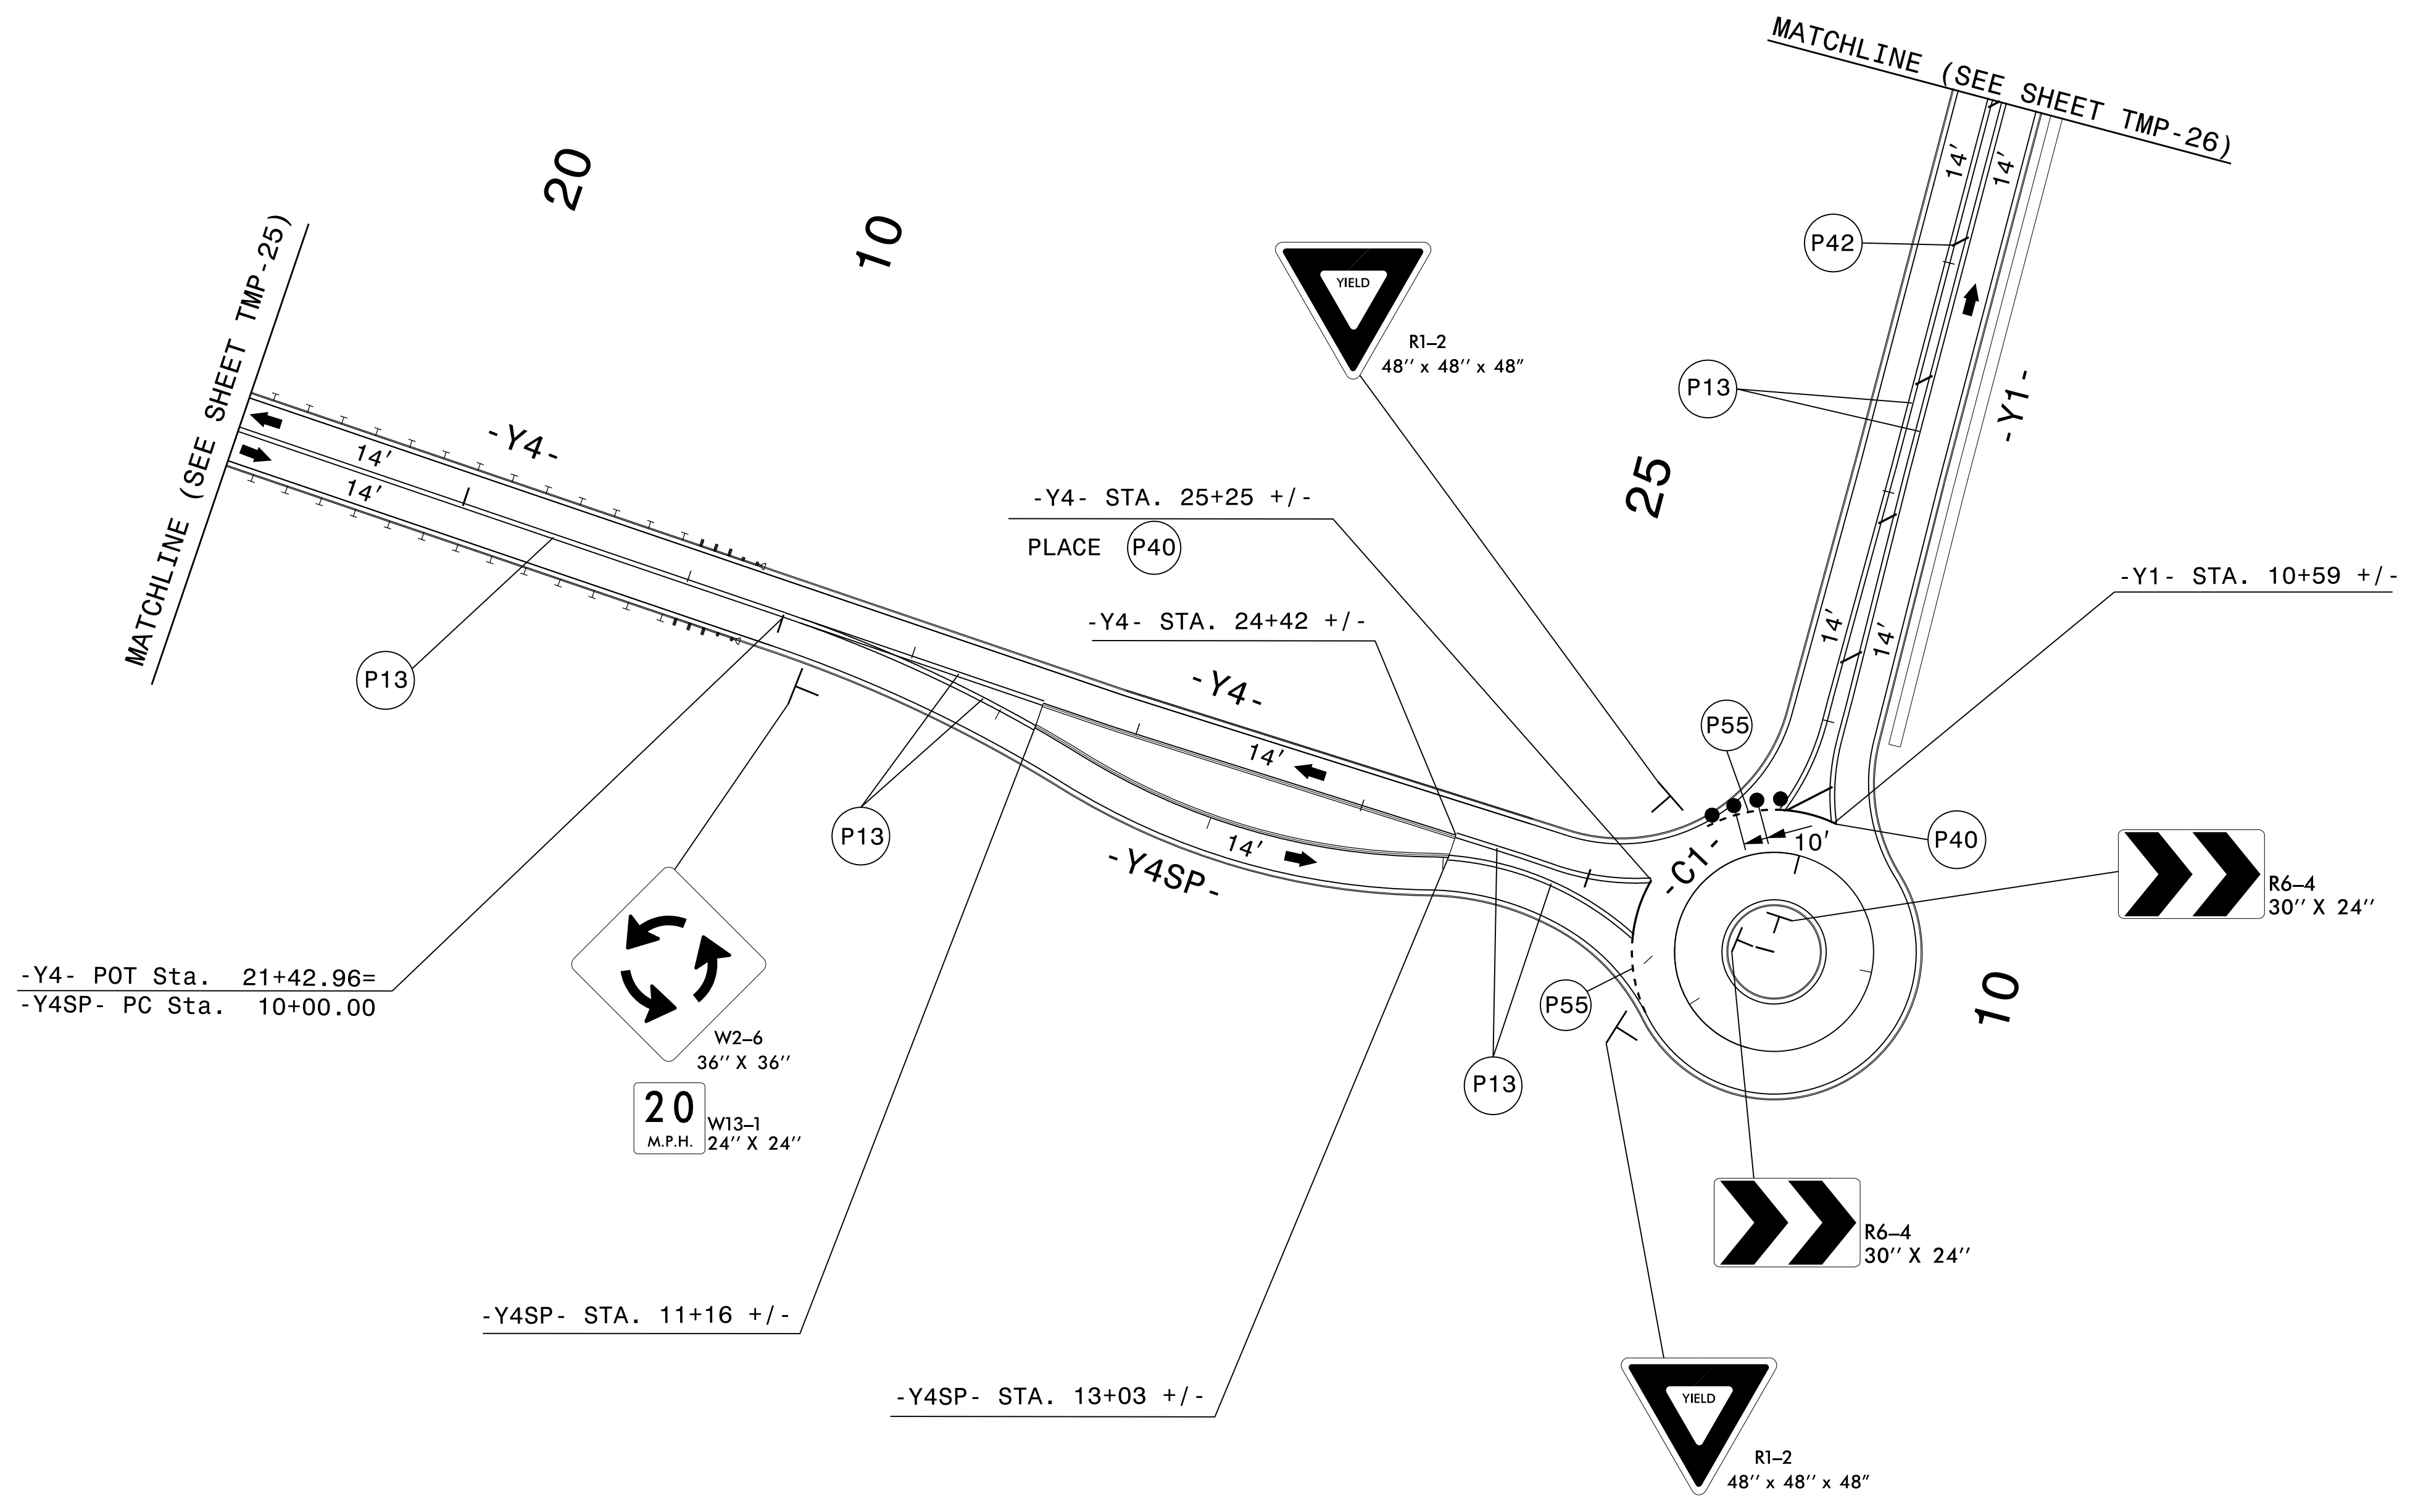 MATCHLINE (SEE SHEET TMP-26)
20
10
14'
14'
P42
MATCHLINE (SEE SHEET TMP-25)
YIELD
R1-2
48'' x 48'' x 48"
P13
-Y1-
-Y4-
14'
14'
25
-Y4- STA. 25+25 +/-
PLACE P40
-Y1- STA. 10+59 +/-
-Y4- STA. 24+42 +/-
14'
14'
P13
-Y4-
P55
14'
P13
14'
-Y4SP-
-C1-
10'
P40
R6-4
30'' X 24''
-Y4- POT Sta. 21+42.96=
-Y4SP- PC Sta. 10+00.00
P55
10
W2-6
36'' X 36''
P13
20
M.P.H.
W13-1
24'' X 24''
R6-4
30'' X 24''
-Y4SP- STA. 11+16 +/-
-Y4SP- STA. 13+03 +/-
YIELD
R1-2
48'' x 48'' x 48"